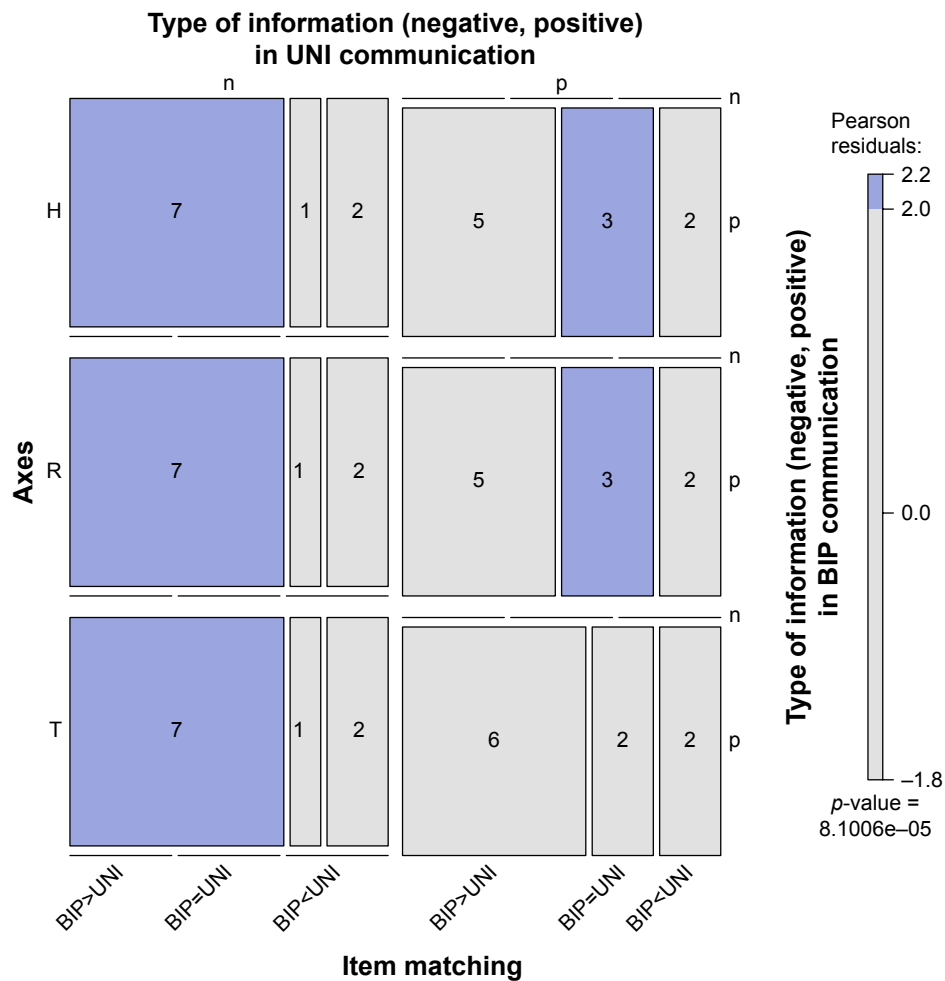 Type of information (negative, positive)
in UNI communication
n
p
n
Pearson
residuals:
2.2
2.0
0.0
–1.8
p-value =
8.1006e–05
H
7
1
2
5
3
2
p
n
R
7
1
2
5
3
2
p
n
T
7
1
2
6
2
2
p
Axes
Type of information (negative, positive)
in BIP communication
BIP>UNI
BIP=UNI
BIP<UNI
BIP>UNI
BIP=UNI
BIP<UNI
Item matching